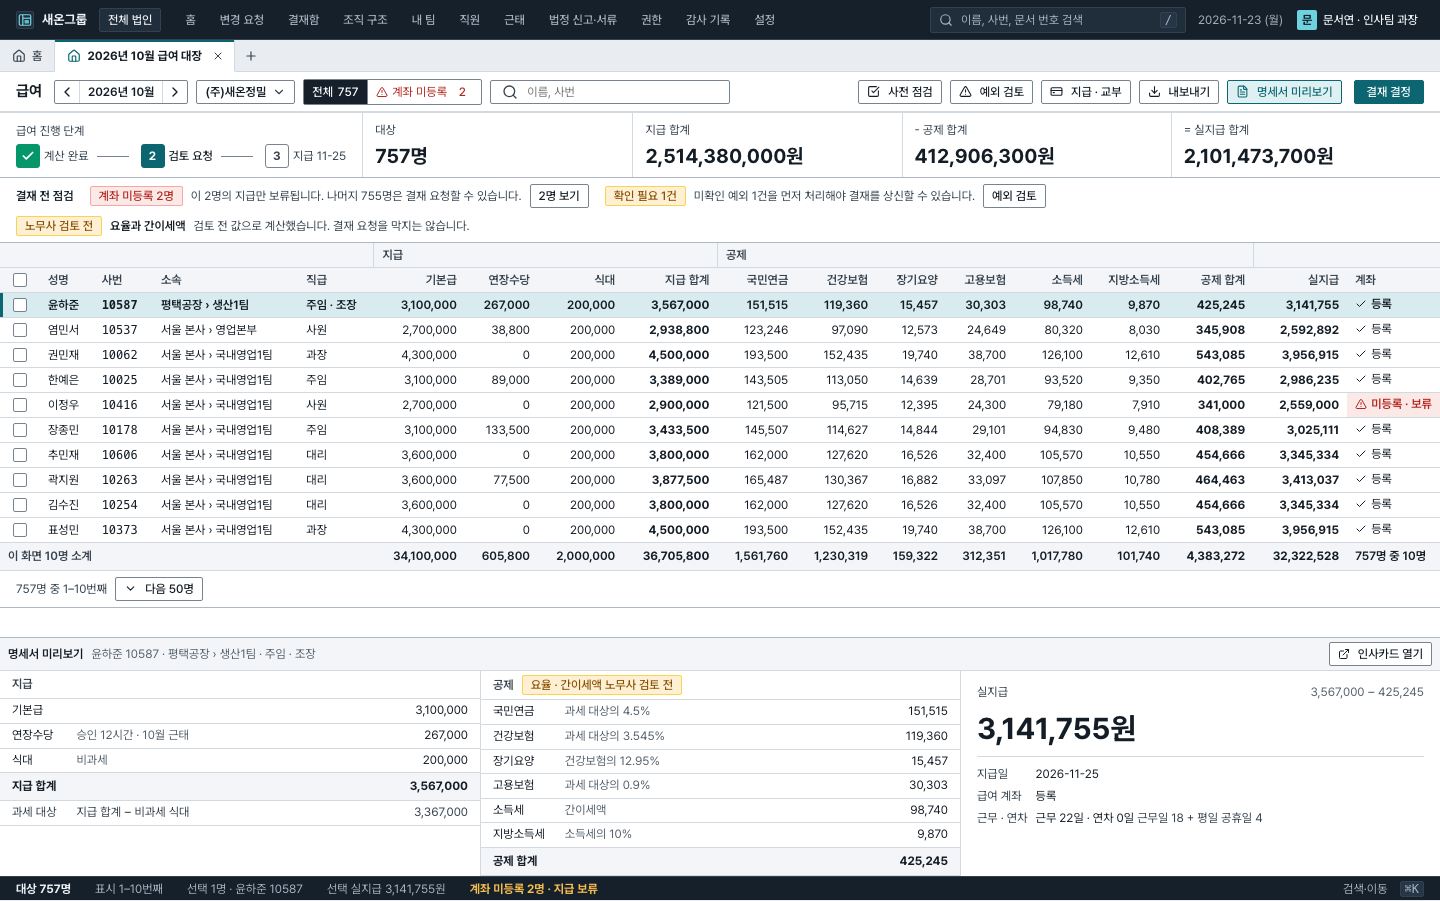 새온그룹 전체 법인 홈 변경 요청 결재함 조직 구조 내 팀 직원 근태 법정 신고·서류 권한 감사 기록 설정 이름, 사번, 문서 번호 검색 / 2026-11-23 (월) 문 문서연 · 인사팀 과장
홈 2026년 10월 급여 대장
급여 2026년 10월 (주)새온정밀 전체 757 계좌 미등록 2 이름, 사번 사전 점검 예외 검토 지급 · 교부 내보내기 명세서 미리보기 결재 결정
급여 진행 단계
계산 완료 2 검토 요청 3 지급 11-25
대상
757명
지급 합계
2,514,380,000원
- 공제 합계
412,906,300원
= 실지급 합계
2,101,473,700원
결재 전 점검 계좌 미등록 2명 이 2명의 지급만 보류됩니다. 나머지 755명은 결재 요청할 수 있습니다. 2명 보기 확인 필요 1건 미확인 예외 1건을 먼저 처리해야 결재를 상신할 수 있습니다. 예외 검토
노무사 검토 전 요율과 간이세액 검토 전 값으로 계산했습니다. 결재 요청을 막지는 않습니다.
지급 공제
성명 사번 소속 직급 기본급 연장수당 식대 지급 합계 국민연금 건강보험 장기요양 고용보험 소득세 지방소득세 공제 합계 실지급 계좌
윤하준 10587 평택공장 › 생산1팀 주임 · 조장 3,100,000 267,000 200,000 3,567,000 151,515 119,360 15,457 30,303 98,740 9,870 425,245 3,141,755 등록
염민서 10537 서울 본사 › 영업본부 사원 2,700,000 38,800 200,000 2,938,800 123,246 97,090 12,573 24,649 80,320 8,030 345,908 2,592,892 등록
권민재 10062 서울 본사 › 국내영업1팀 과장 4,300,000 0 200,000 4,500,000 193,500 152,435 19,740 38,700 126,100 12,610 543,085 3,956,915 등록
한예은 10025 서울 본사 › 국내영업1팀 주임 3,100,000 89,000 200,000 3,389,000 143,505 113,050 14,639 28,701 93,520 9,350 402,765 2,986,235 등록
이정우 10416 서울 본사 › 국내영업1팀 사원 2,700,000 0 200,000 2,900,000 121,500 95,715 12,395 24,300 79,180 7,910 341,000 2,559,000 미등록 · 보류
장종민 10178 서울 본사 › 국내영업1팀 주임 3,100,000 133,500 200,000 3,433,500 145,507 114,627 14,844 29,101 94,830 9,480 408,389 3,025,111 등록
추민재 10606 서울 본사 › 국내영업1팀 대리 3,600,000 0 200,000 3,800,000 162,000 127,620 16,526 32,400 105,570 10,550 454,666 3,345,334 등록
곽지원 10263 서울 본사 › 국내영업1팀 대리 3,600,000 77,500 200,000 3,877,500 165,487 130,367 16,882 33,097 107,850 10,780 464,463 3,413,037 등록
김수진 10254 서울 본사 › 국내영업1팀 대리 3,600,000 0 200,000 3,800,000 162,000 127,620 16,526 32,400 105,570 10,550 454,666 3,345,334 등록
표성민 10373 서울 본사 › 국내영업1팀 과장 4,300,000 0 200,000 4,500,000 193,500 152,435 19,740 38,700 126,100 12,610 543,085 3,956,915 등록
이 화면 10명 소계 34,100,000 605,800 2,000,000 36,705,800 1,561,760 1,230,319 159,322 312,351 1,017,780 101,740 4,383,272 32,322,528 757명 중 10명
757명 중 1–10번째 다음 50명
명세서 미리보기 윤하준 10587 · 평택공장 › 생산1팀 · 주임 · 조장 인사카드 열기
지급
기본급 3,100,000
연장수당 승인 12시간 · 10월 근태 267,000
식대 비과세 200,000
지급 합계 3,567,000
과세 대상 지급 합계 – 비과세 식대 3,367,000
공제 요율 · 간이세액 노무사 검토 전
국민연금 과세 대상의 4.5% 151,515
건강보험 과세 대상의 3.545% 119,360
장기요양 건강보험의 12.95% 15,457
고용보험 과세 대상의 0.9% 30,303
소득세 간이세액 98,740
지방소득세 소득세의 10% 9,870
공제 합계 425,245
실지급 3,567,000 – 425,245
3,141,755원
지급일 2026-11-25
급여 계좌 등록
근무 · 연차 근무 22일 · 연차 0일 근무일 18 + 평일 공휴일 4
대상 757명 표시 1–10번째 선택 1명 · 윤하준 10587 선택 실지급 3,141,755원 계좌 미등록 2명 · 지급 보류 검색·이동 ⌘K